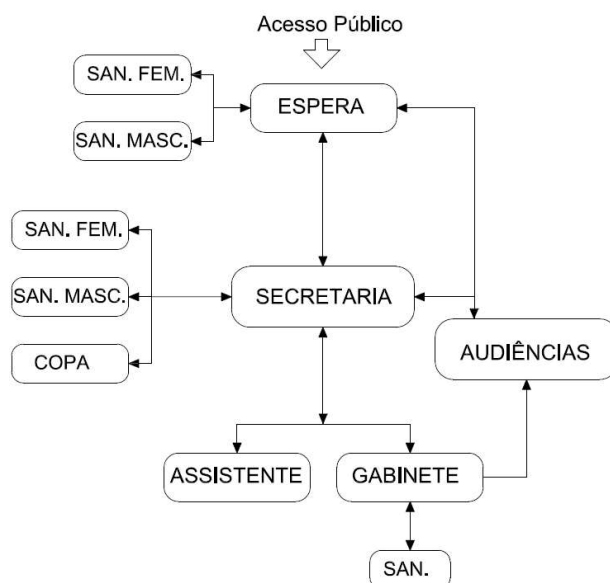 Acesso Público
SAN. FEM.
ESPERA
SAN. MASC.
SAN. FEM.
SAN. MASC.
SECRETARIA
COPA
AUDIÊNCIAS
ASSISTENTE
GABINETE
SAN.